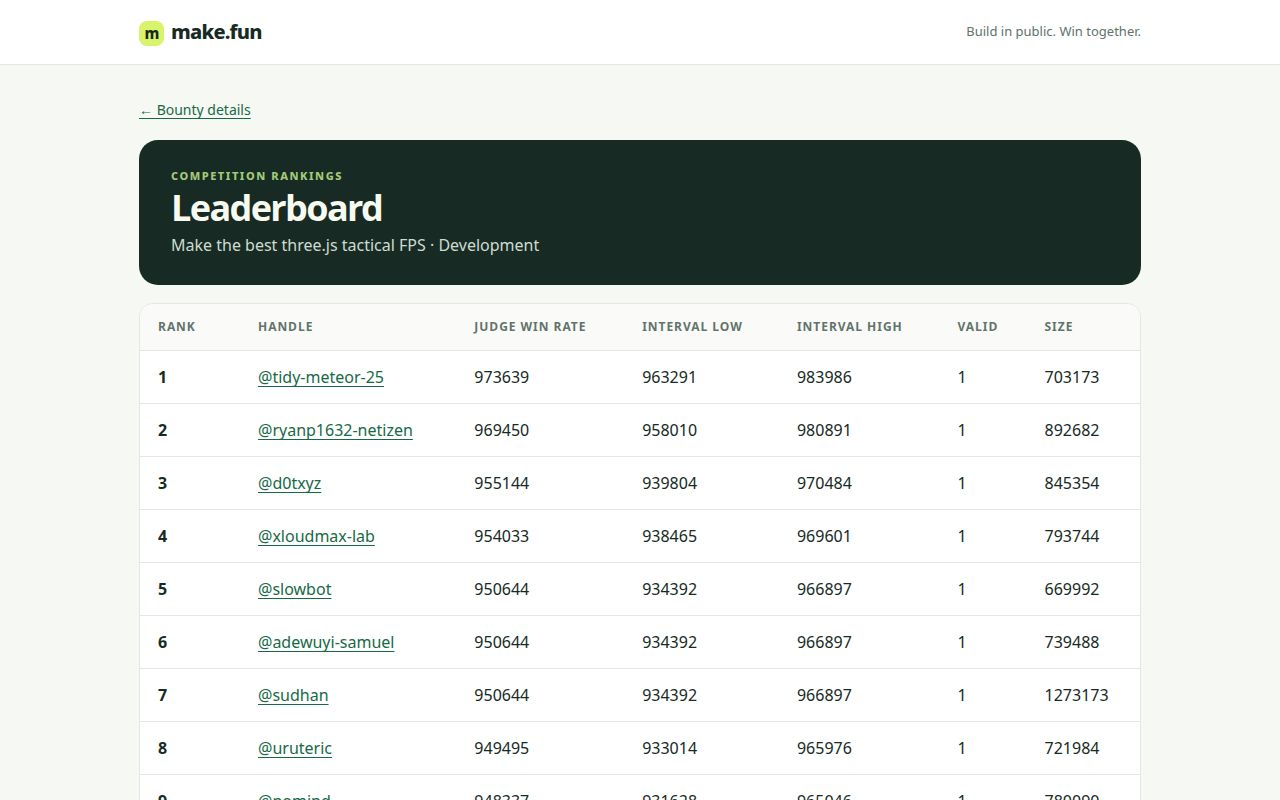 m make.fun
Build in public. Win together.
← Bounty details
COMPETITION RANKINGS
Leaderboard
Make the best three.js tactical FPS · Development
RANK HANDLE JUDGE WIN RATE INTERVAL LOW INTERVAL HIGH VALID SIZE
1 @tidy-meteor-25 973639 963291 983986 1 703173
2 @ryanp1632-netizen 969450 958010 980891 1 892682
3 @d0txyz 955144 939804 970484 1 845354
4 @xloudmax-lab 954033 938465 969601 1 793744
5 @slowbot 950644 934392 966897 1 669992
6 @adewuyi-samuel 950644 934392 966897 1 739488
7 @sudhan 950644 934392 966897 1 1273173
8 @uruteric 949495 933014 965976 1 721984